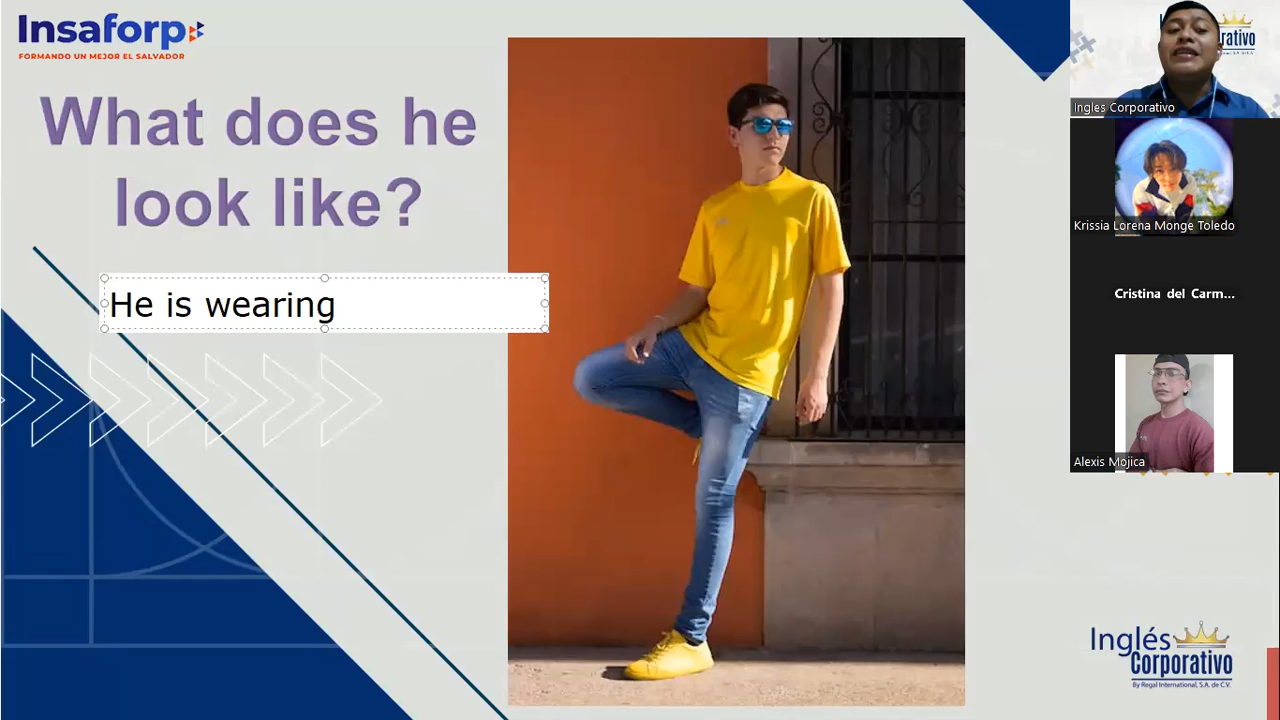 Insaforp
FORMANDO UN MEJOR EL SALVADOR
What does he
look like?
He is wearing
Ingles Corporativo
Krissia Lorena Monge Toledo
Cristina del Carm...
Alexis Mojica
Inglés
Corporativo
By Regal International, S.A. de C.V.